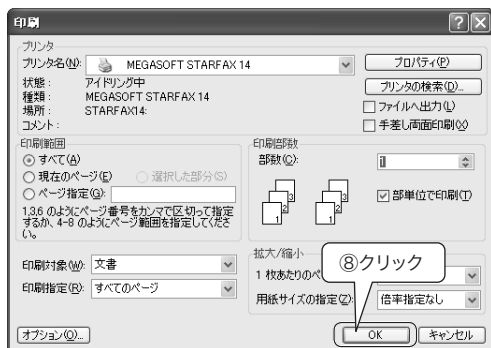 印刷
プリンタ
プリンタ名(N): MEGASOFT STARFAX 14
プロパティ(P)
状態： アイドリング中
プリンタの検索(D)...
種類： MEGASOFT STARFAX 14
場所： STARFAX14:
ファイルへ出力(L)
コメント：
手差し両面印刷(X)
印刷範囲
すべて(A)
現在のページ(E) 選択した部分(S)
ページ指定(G):
1,3,6 のようにページ番号をカンマで区切って指定
するか、4-8 のようにページ範囲を指定してくださ
い。
印刷部数
部数(C): 1
部単位で印刷(T)
印刷対象(W): 文書
印刷指定(R): すべてのページ
拡大/縮小
1 枚あたりのペ
⑧クリック
用紙サイズの指定(Z): 倍率指定なし
オプション(O)...
OK
キャンセル